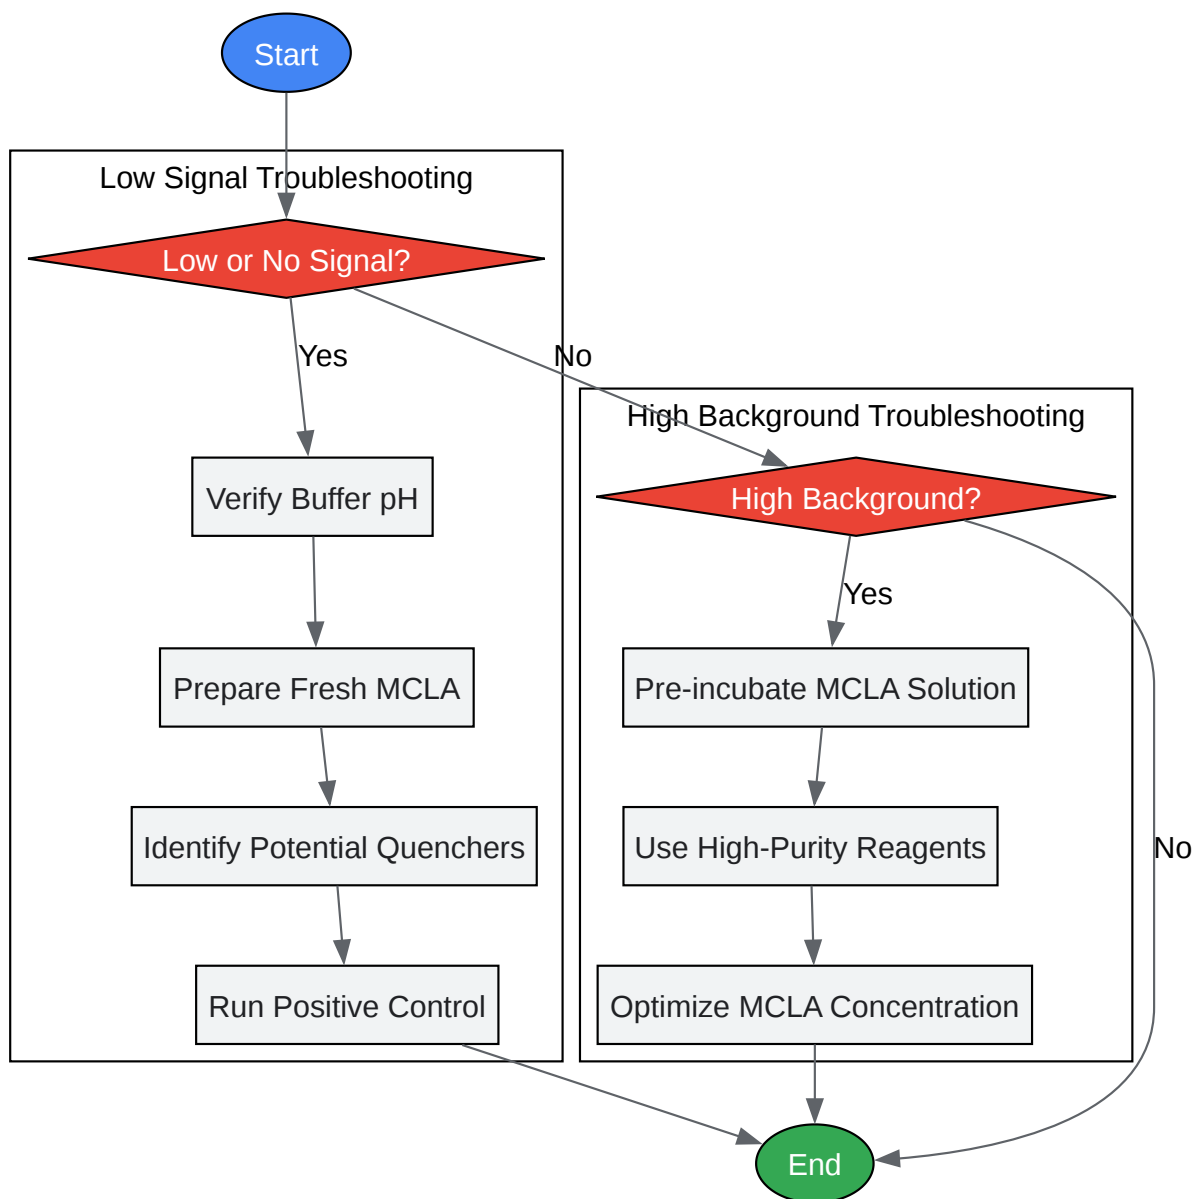 Start
Low Signal Troubleshooting
Low or No Signal?
Yes
No
Verify Buffer pH
Prepare Fresh MCLA
Identify Potential Quenchers
Run Positive Control
High Background Troubleshooting
High Background?
Yes
No
Pre-incubate MCLA Solution
Use High-Purity Reagents
Optimize MCLA Concentration
End